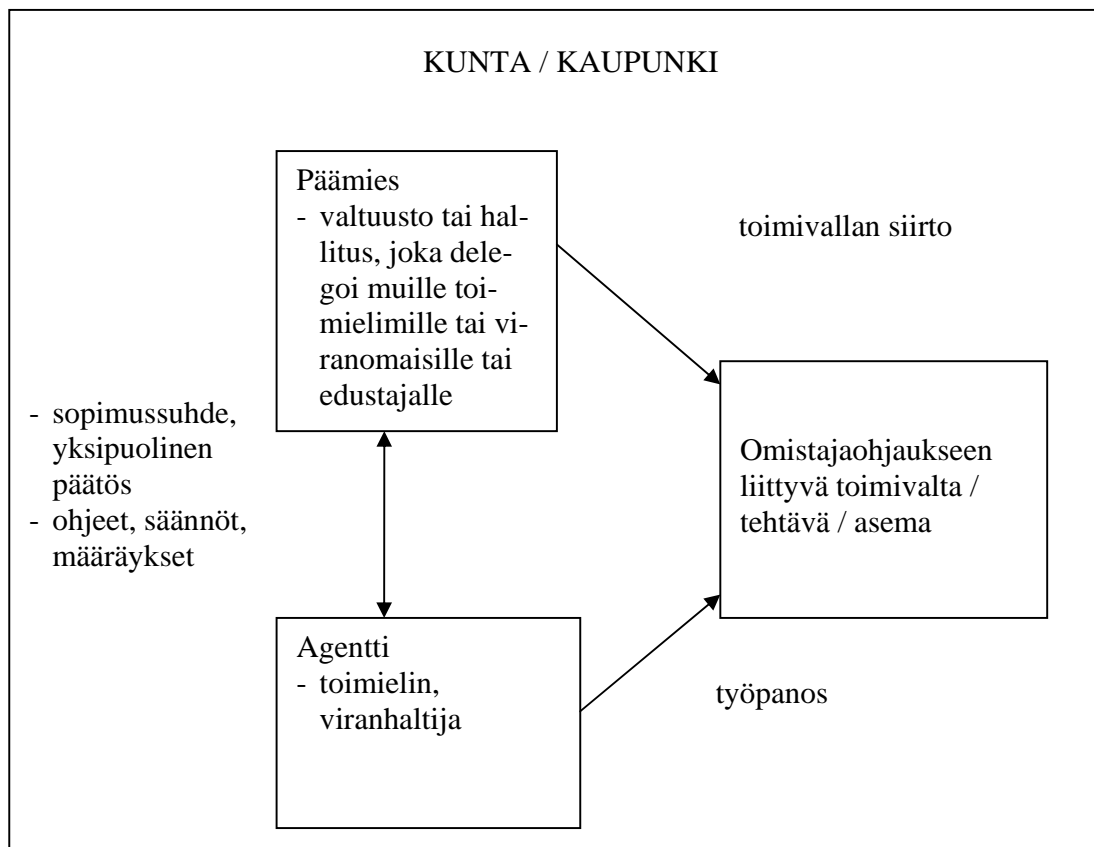 KUNTA / KAUPUNKI
Päämies
- valtuusto tai hal-
litus, joka dele-
goi muille toi-
mielimille tai vi-
ranomaisille tai
edustajalle
toimivallan siirto
- sopimussuhde,
yksipuolinen
päätös
- ohjeet, säännöt,
määräykset
Omistajaohjaukseen
liittyvä toimivalta /
tehtävä / asema
Agentti
- toimielin,
viranhaltija
työpanos